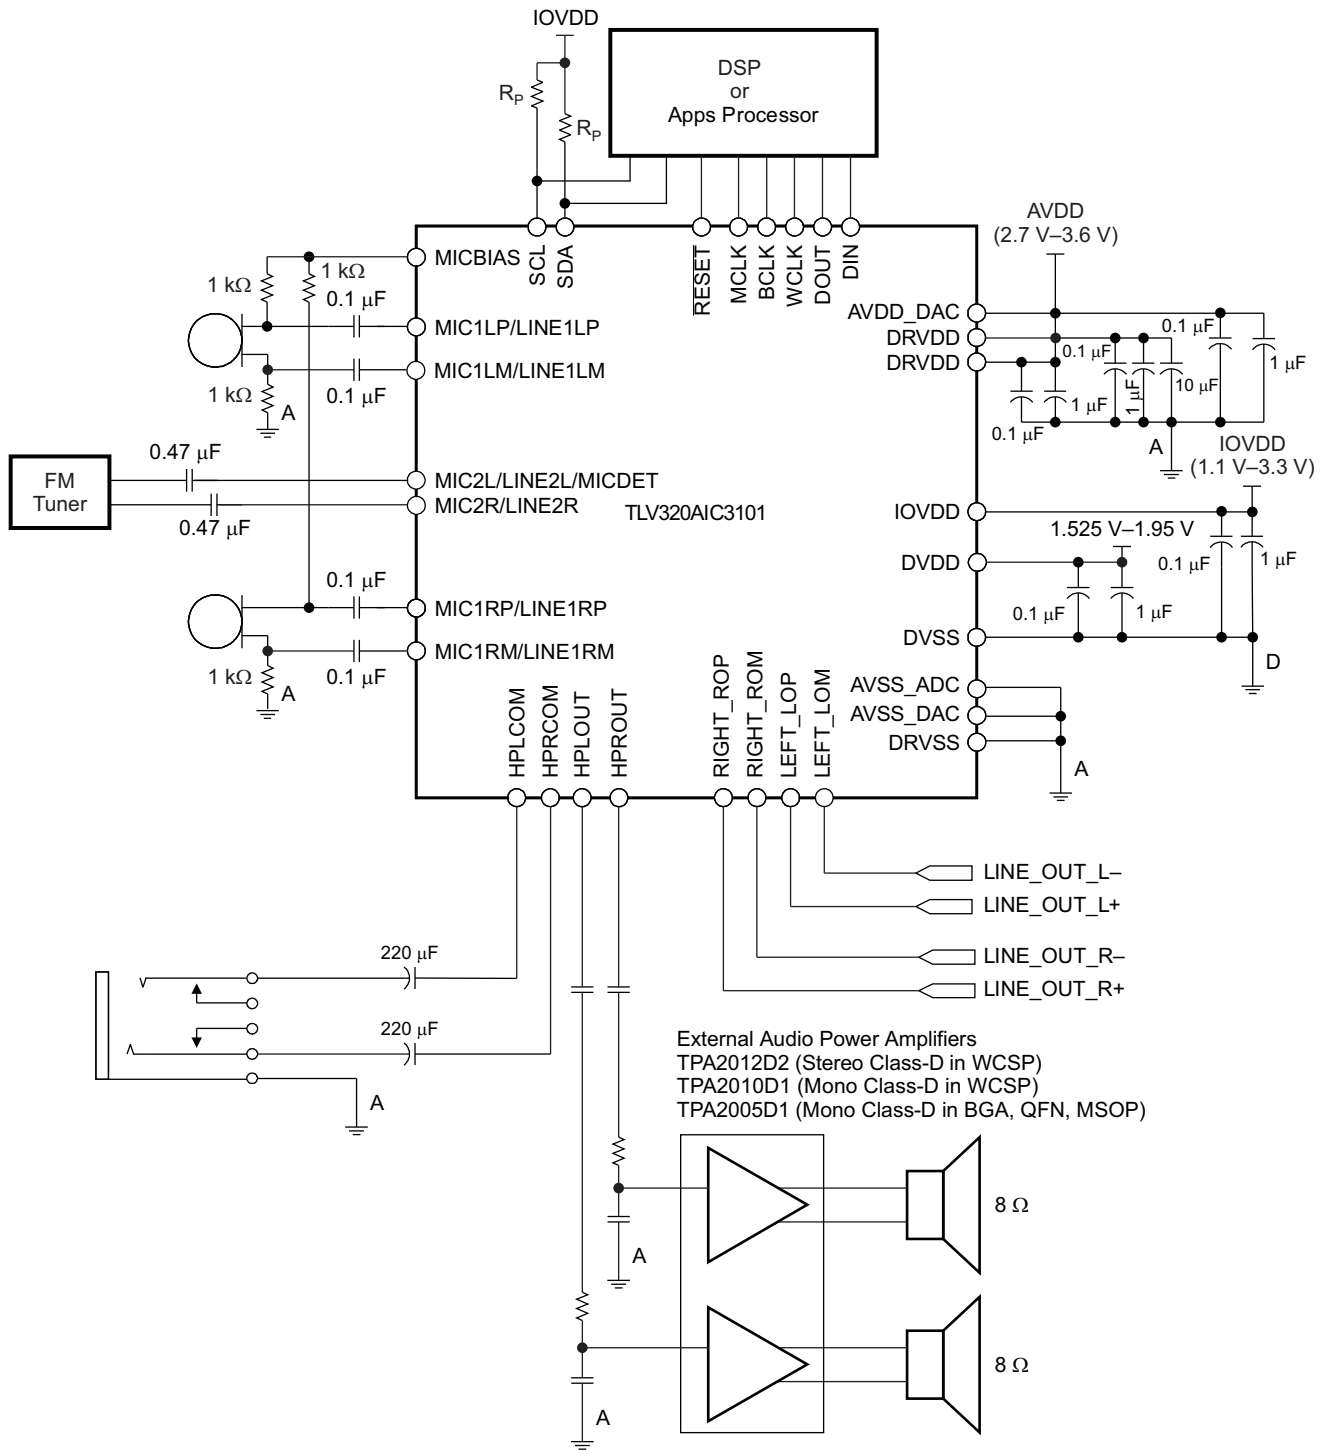 IOVDD
DSP
or
Apps Processor
RP
RP
SCL
SDA
RESET
MCLK
BCLK
WCLK
DOUT
DIN
AVDD
(2.7 V–3.6 V)
MICBIAS
1 kΩ
1 kΩ
0.1 μF
MIC1LP/LINE1LP
MIC1LM/LINE1LM
1 kΩ
A
0.1 μF
AVDD_DAC
DRVDD
DRVDD
0.1 μF
0.1 μF
1 μF
10 μF
1 μF
1 μF
0.1 μF
A
IOVDD
(1.1 V–3.3 V)
FM
Tuner
0.47 μF
0.47 μF
MIC2L/LINE2L/MICDET
MIC2R/LINE2R
TLV320AIC3101
IOVDD
1.525 V–1.95 V
0.1 μF
1 μF
DVDD
0.1 μF
1 μF
DVSS
D
0.1 μF
MIC1RP/LINE1RP
MIC1RM/LINE1RM
1 kΩ
A
0.1 μF
AVSS_ADC
AVSS_DAC
DRVSS
A
HPLCOM
HPRCOM
HPLOUT
HPROUT
RIGHT_ROP
RIGHT_ROM
LEFT_LOP
LEFT_LOM
LINE_OUT_L–
LINE_OUT_L+
LINE_OUT_R–
LINE_OUT_R+
220 μF
220 μF
A
External Audio Power Amplifiers
TPA2012D2 (Stereo Class-D in WCSP)
TPA2010D1 (Mono Class-D in WCSP)
TPA2005D1 (Mono Class-D in BGA, QFN, MSOP)
8 Ω
A
8 Ω
A